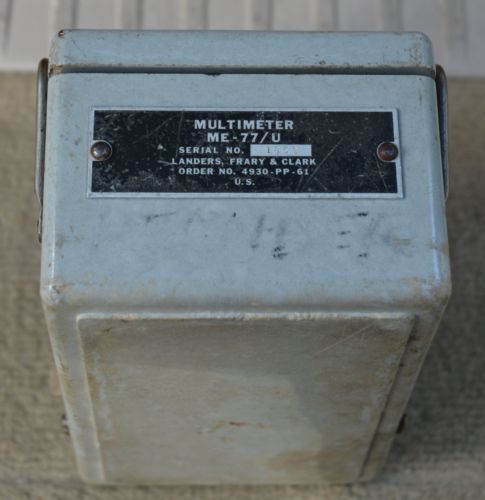 MULTIMETER
ME-77/U
SERIAL NO.
LANDERS, FRARY & CLARK
ORDER NO. 4930-PP-61
U.S.